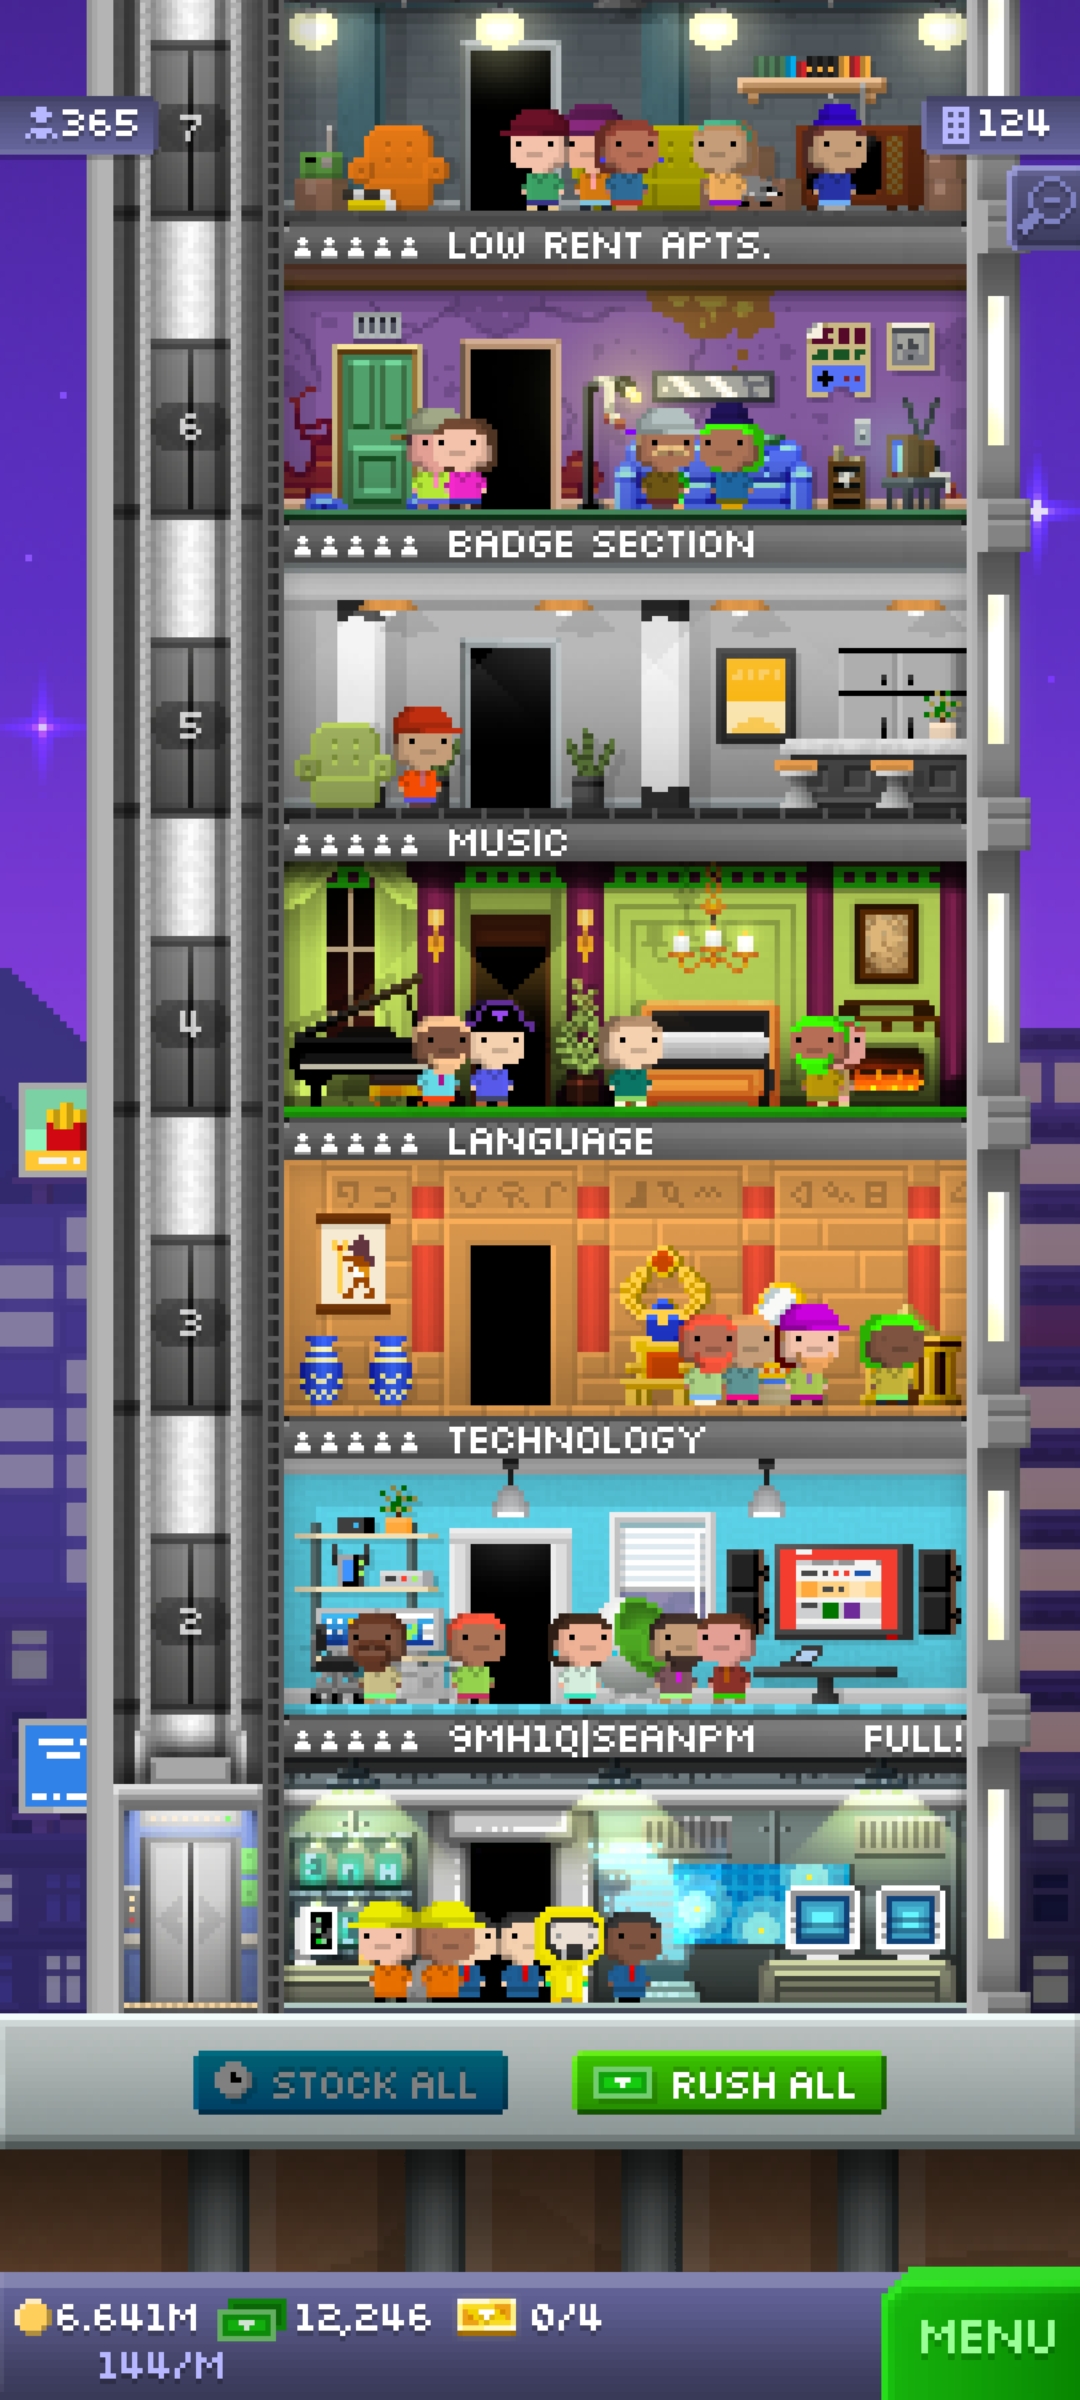 365
7
124
LOW RENT APTS.
6
BADGE SECTION
5
MUSIC
4
LANGUAGE
3
TECHNOLOGY
2
9MH1Q|SEANPM FULL!
STOCK ALL
RUSH ALL
6.641M 12,246 0/4
144/M
MENU